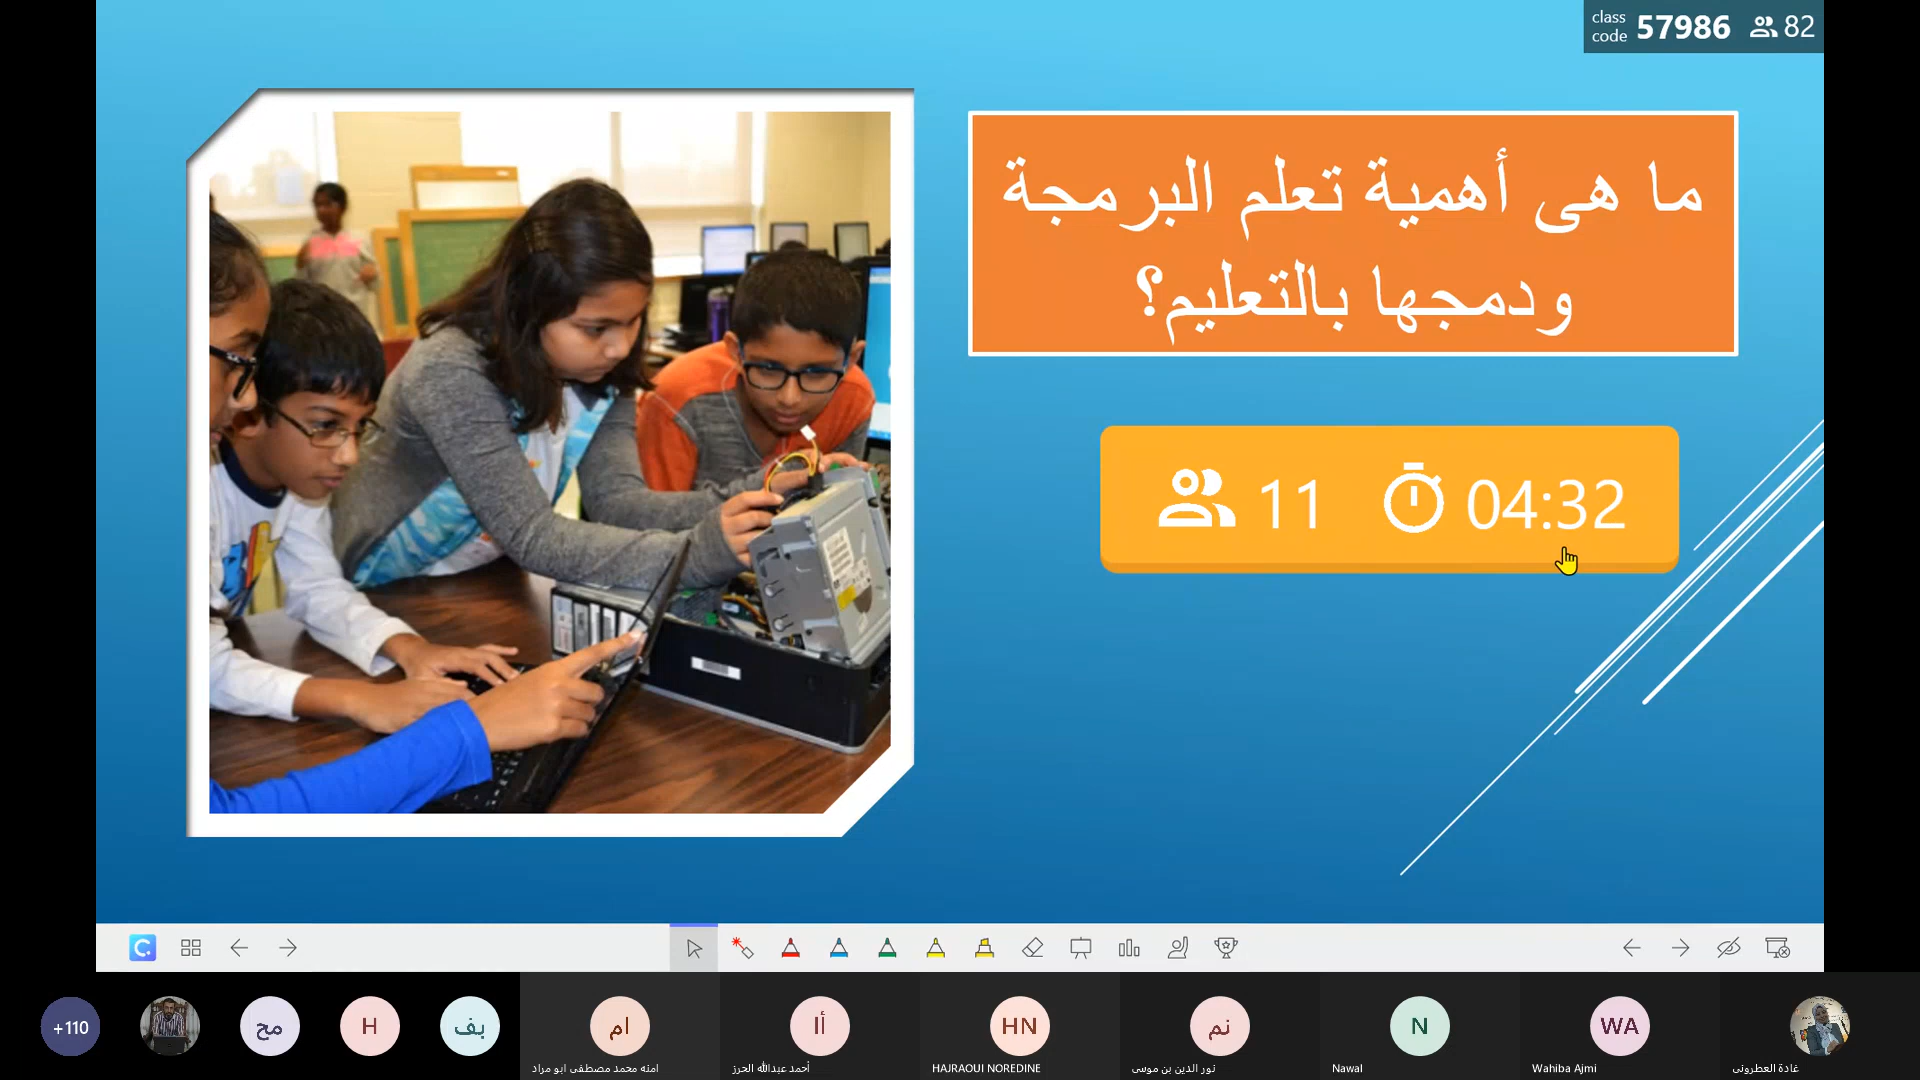 class code 57986 82
ما هى أهمية تعلم البرمجة
ودمجها بالتعليم؟
11 04:32
+110
مح
H
بف
ام
أا
HN
نم
N
WA
امنه محمد مصطفى ابو مراد
أحمد عبدالله الحرز
HAJRAOUI NOREDINE
نور الدين بن موسى
Nawal
Wahiba Ajmi
غادة العطرونى